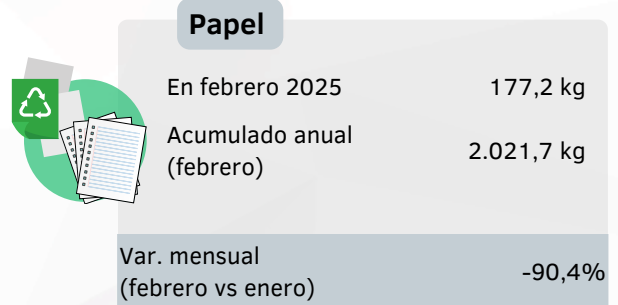 Papel
En febrero 2025 177,2 kg
Acumulado anual
(febrero) 2.021,7 kg
Var. mensual
(febrero vs enero) -90,4%